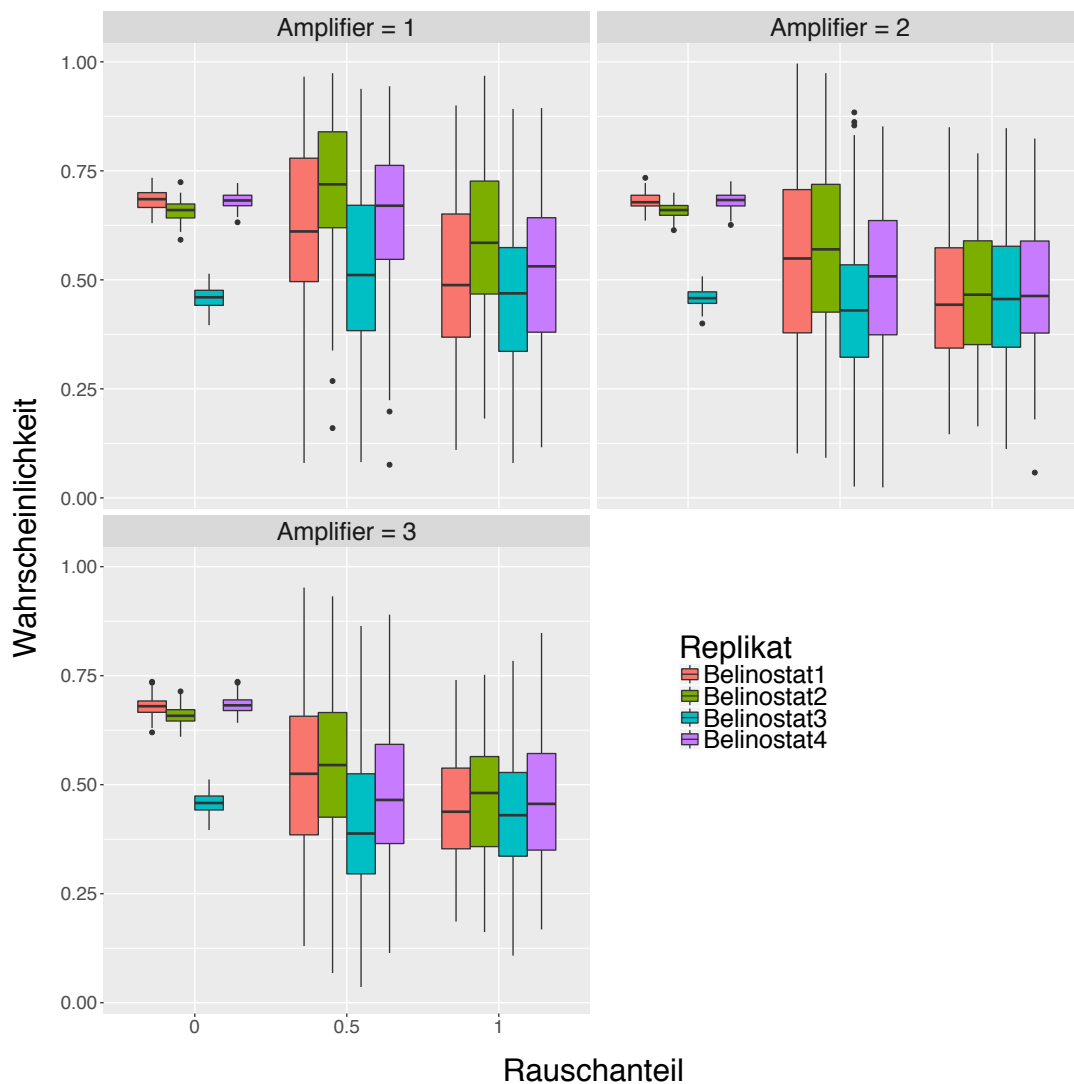 Amplifier = 1
Amplifier = 2
1.00
0.75
0.50
0.25
0.00
Amplifier = 3
1.00
0.75
0.50
0.25
0.00
0
0.5
1
Wahrscheinlichkeit
Rauschanteil
Replikat
Belinostat1
Belinostat2
Belinostat3
Belinostat4